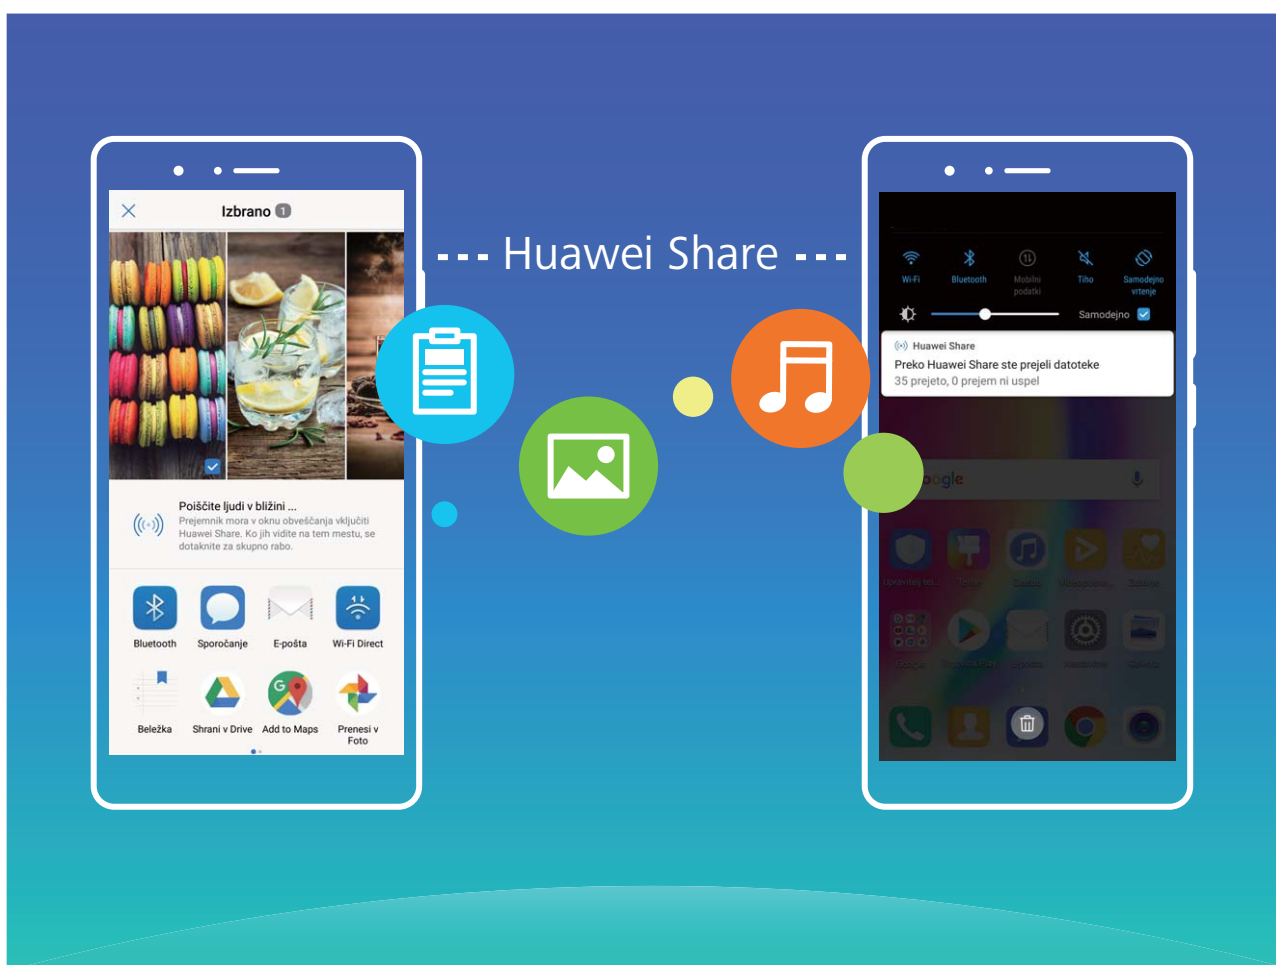 Izbrano 1
Huawei Share
Poiščite ljudi v bližini ...
Prejemnik mora v oknu obveščanja vključiti
Huawei Share. Ko jih vidite na tem mestu, se
dotaknite za skupno rabo.
Bluetooth Sporočanje E-pošta Wi-Fi Direct
Beležka Shrani v Drive Add to Maps Prenesi v
Foto
Wi-Fi Bluetooth Mobilni Tiho Samodejno
podatki vrtenje
Samodejno
Huawei Share
Preko Huawei Share ste prejeli datoteke
35 prejeto, 0 prejem ni uspel
Google